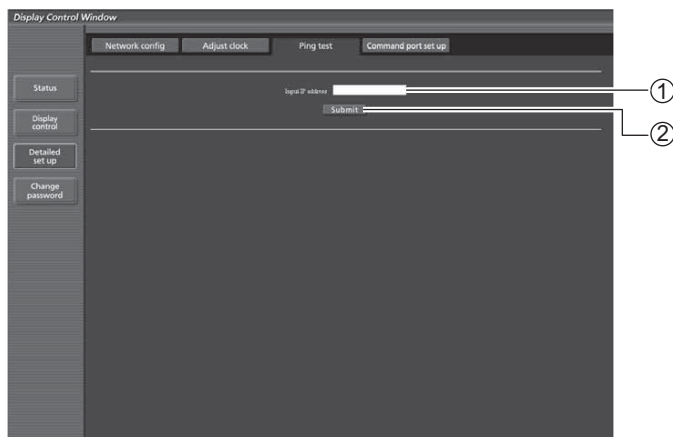 Display Control Window
Network config Adjust clock Ping test Command port set up
Status
Input IP address
①
Submit
②
Display
control
Detailed
set up
Change
password